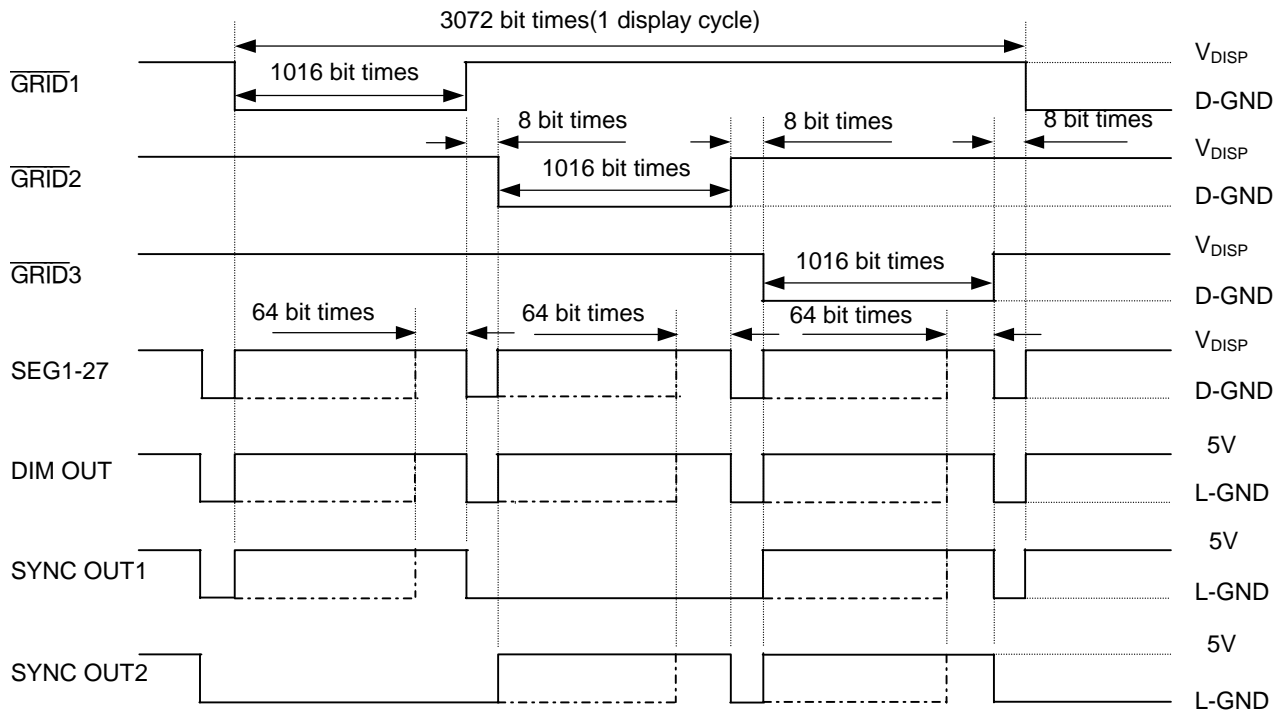 3072 bit times(1 display cycle)
GRID1
1016 bit times
VDISP
D-GND
8 bit times
8 bit times
8 bit times
GRID2
1016 bit times
VDISP
D-GND
GRID3
1016 bit times
VDISP
D-GND
64 bit times
64 bit times
64 bit times
SEG1-27
VDISP
D-GND
DIM OUT
5V
L-GND
SYNC OUT1
5V
L-GND
SYNC OUT2
5V
L-GND